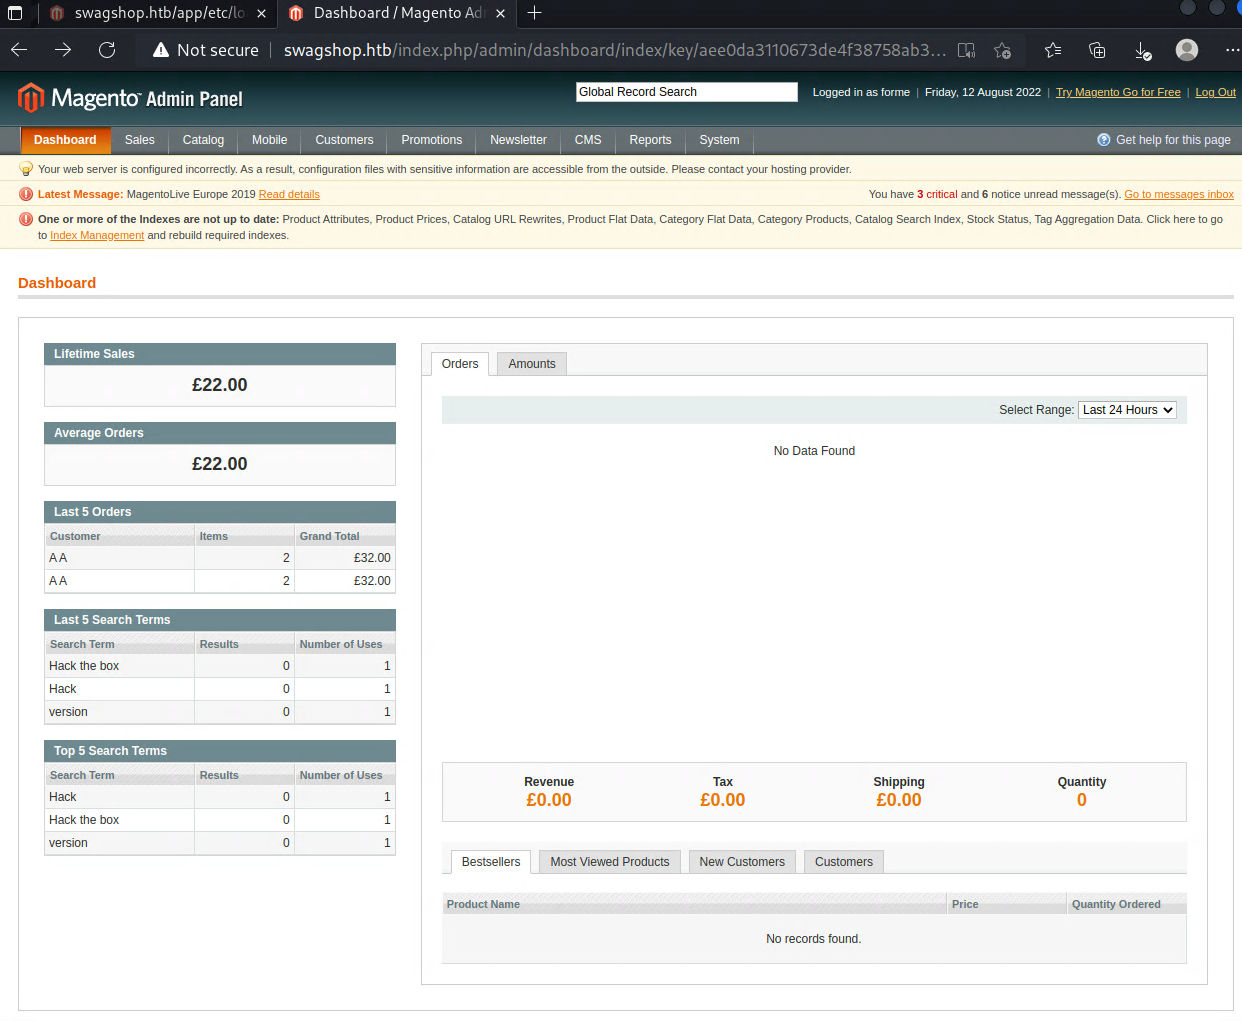 swagshop.htb/app/etc/lo
Dashboard / Magento Ad
Not secure
swagshop.htb/index.php/admin/dashboard/index/key/aee0da3110673de4f38758ab3...
Magento Admin Panel
Global Record Search
Logged in as forme | Friday, 12 August 2022 | Try Magento Go for Free | Log Out
Dashboard Sales Catalog Mobile Customers Promotions Newsletter CMS Reports System
Get help for this page
Your web server is configured incorrectly. As a result, configuration files with sensitive information are accessible from the outside. Please contact your hosting provider.
Latest Message: MagentoLive Europe 2019 Read details
You have 3 critical and 6 notice unread message(s). Go to messages inbox
One or more of the Indexes are not up to date: Product Attributes, Product Prices, Catalog URL Rewrites, Product Flat Data, Category Flat Data, Category Products, Catalog Search Index, Stock Status, Tag Aggregation Data. Click here to go
to Index Management and rebuild required indexes.
Dashboard
Lifetime Sales
£22.00
Average Orders
£22.00
Last 5 Orders
Customer Items Grand Total
A A 2 £32.00
A A 2 £32.00
Last 5 Search Terms
Search Term Results Number of Uses
Hack the box 0 1
Hack 0 1
version 0 1
Top 5 Search Terms
Search Term Results Number of Uses
Hack 0 1
Hack the box 0 1
version 0 1
Orders Amounts
Select Range: Last 24 Hours
No Data Found
Revenue Tax Shipping Quantity
£0.00 £0.00 £0.00 0
Bestsellers Most Viewed Products New Customers Customers
Product Name Price Quantity Ordered
No records found.